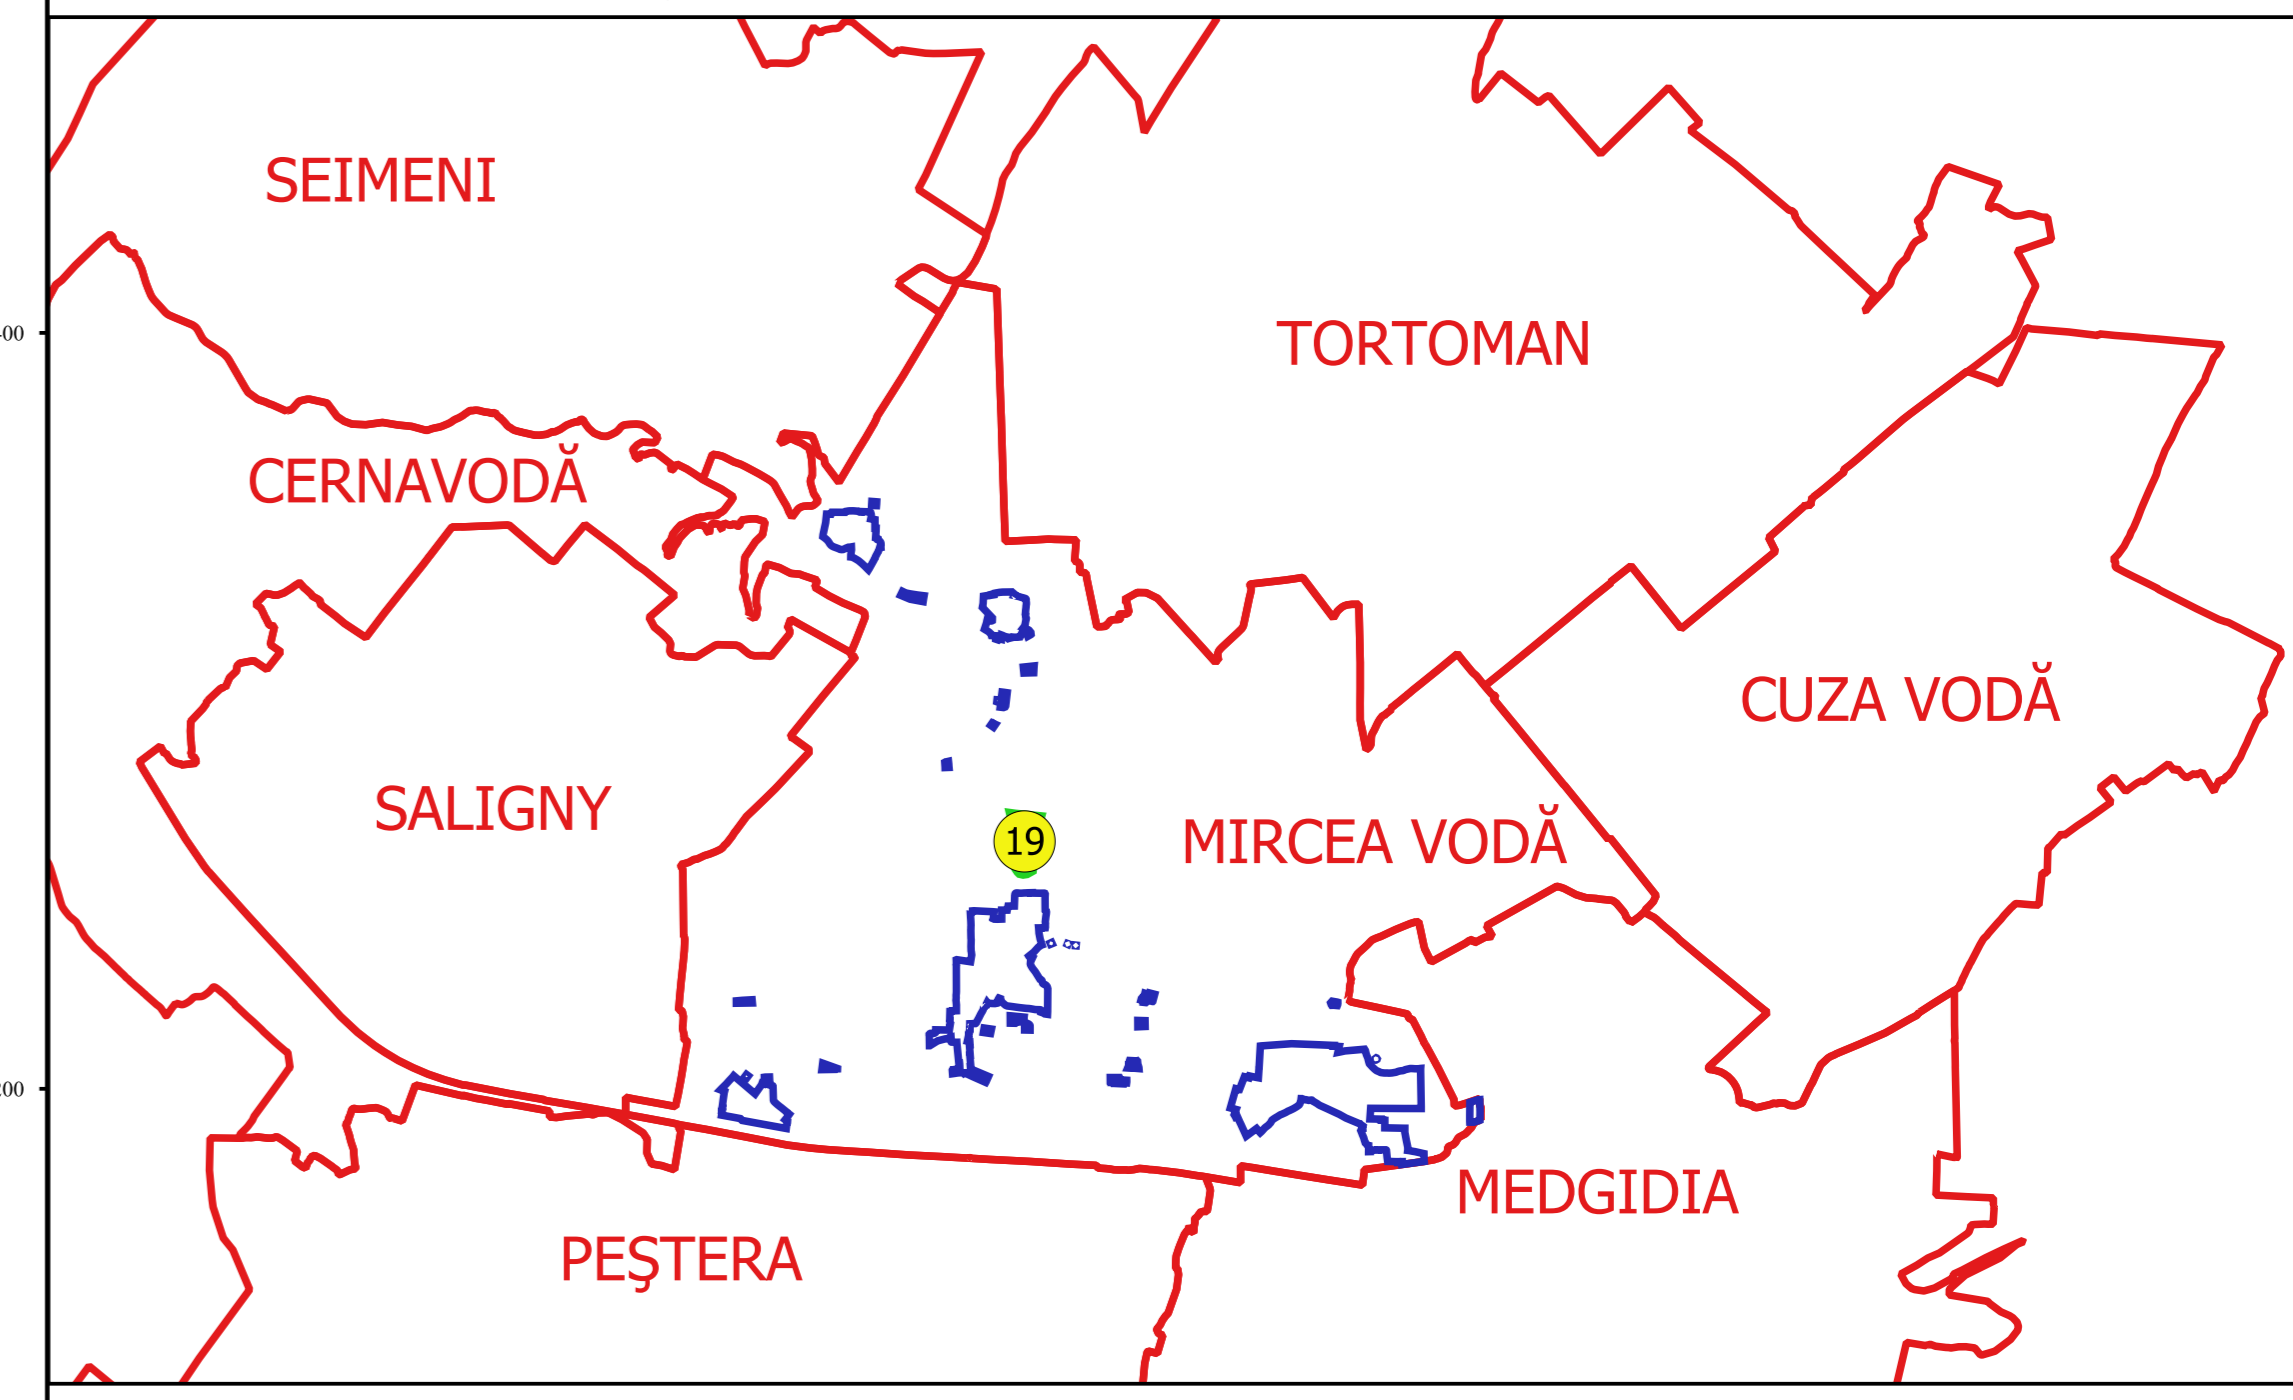 SEIMENI
TORTOMAN
CERNAVODĂ
CUZA VODĂ
SALIGNY
19
MIRCEA VODĂ
MEDGIDIA
PEŞTERA